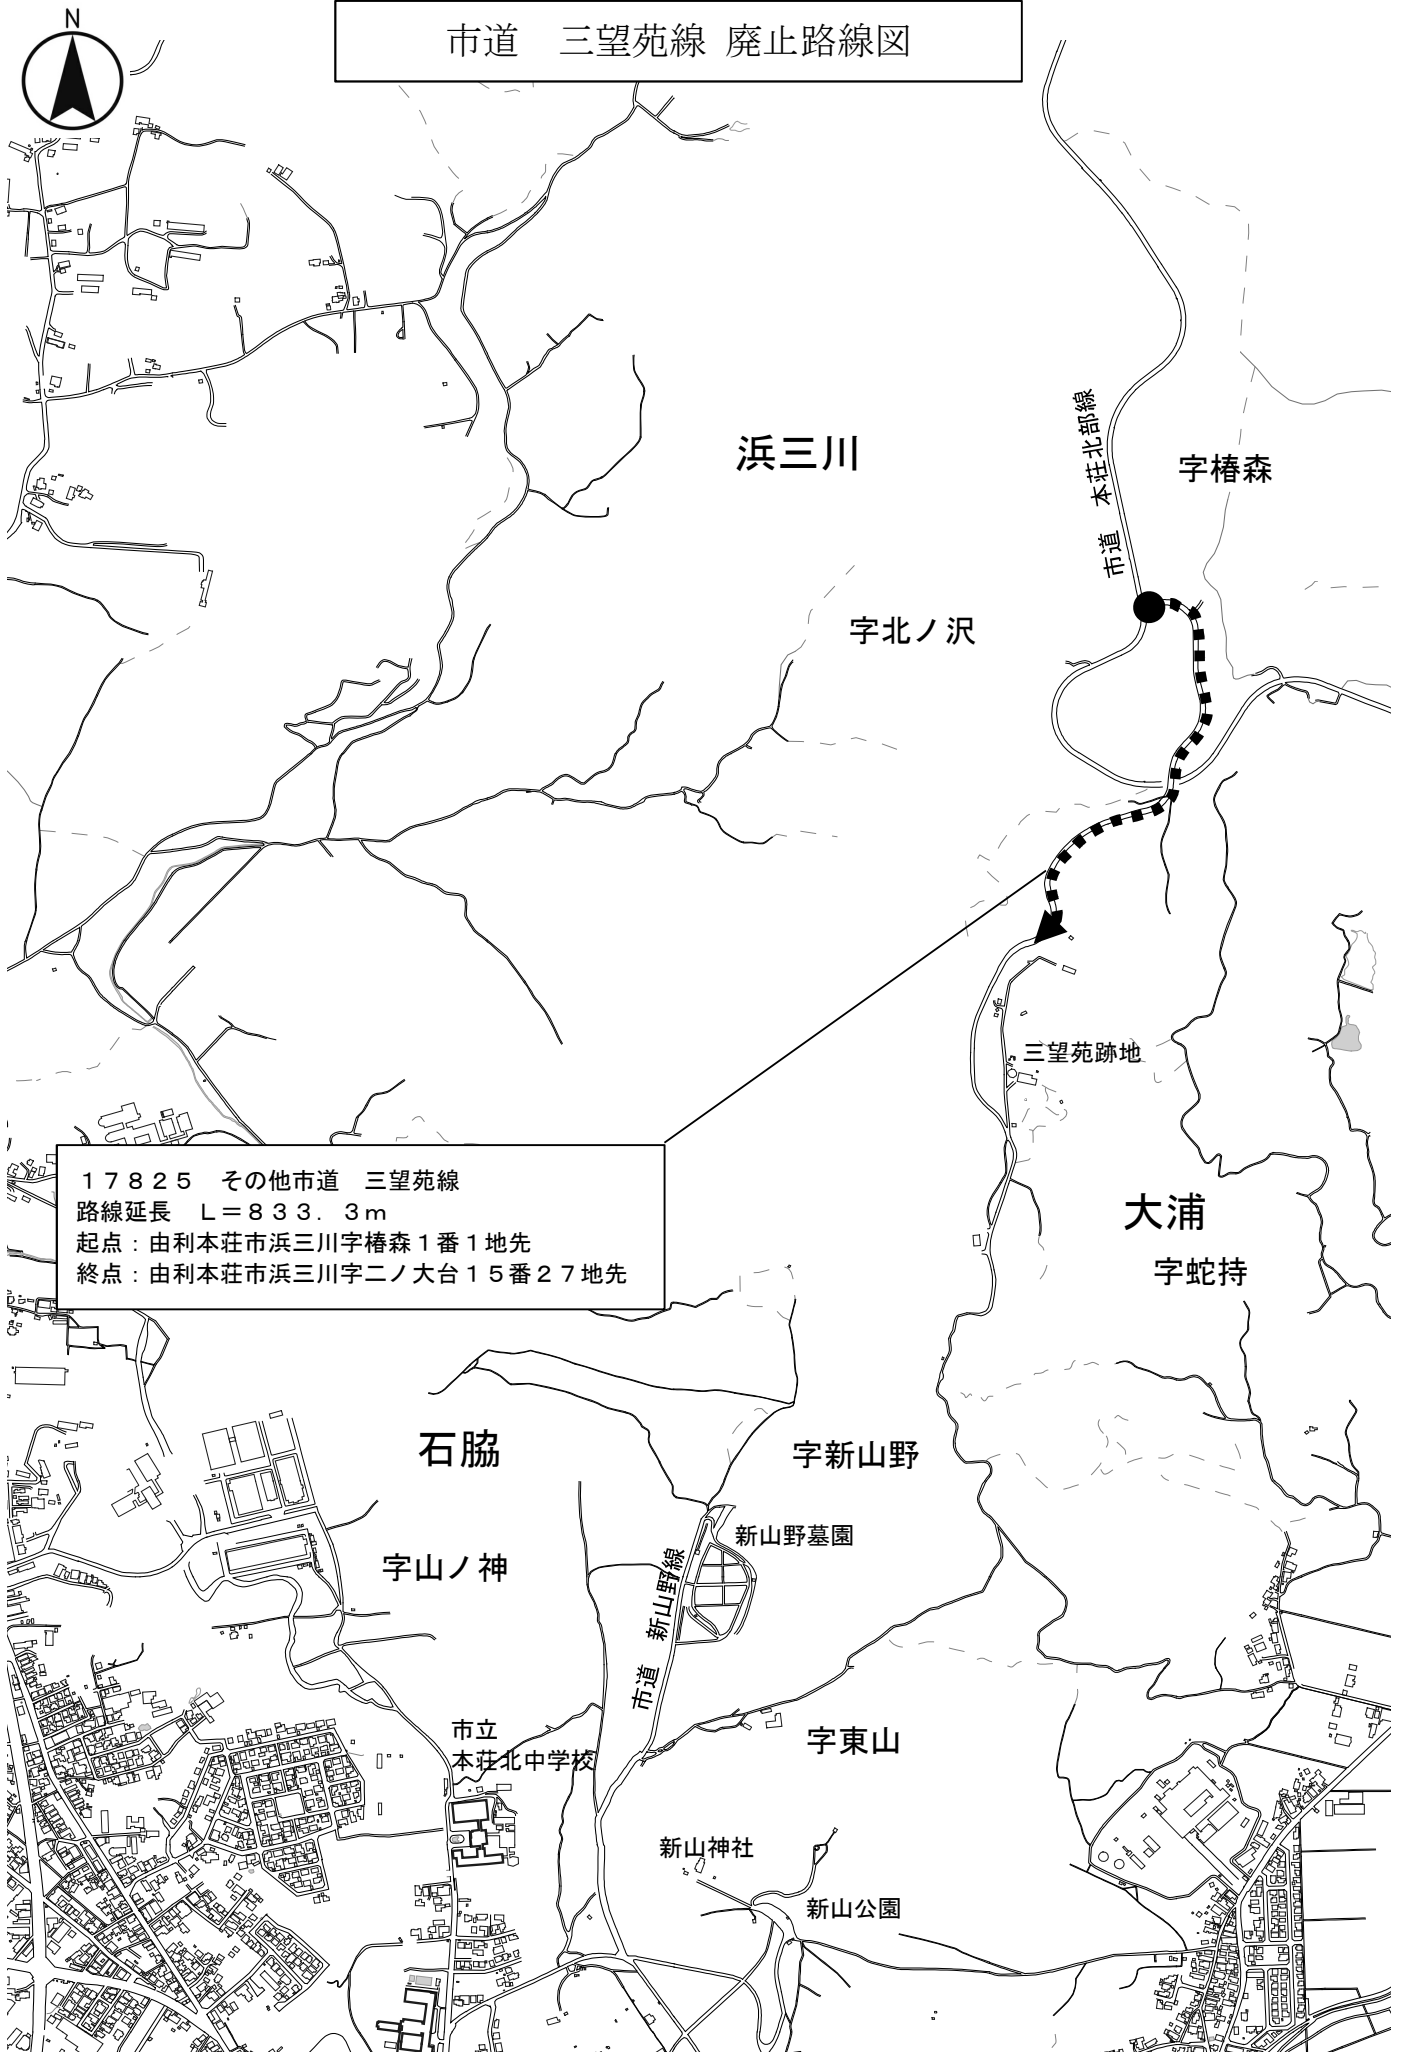 N
市道　三望苑線 廃止路線図
浜三川
市道　本荘北部線
字椿森
字北ノ沢
三望苑跡地
１７８２５　その他市道　三望苑線
路線延長　Ｌ＝８３３．３ｍ
起点：由利本荘市浜三川字椿森１番１地先
終点：由利本荘市浜三川字二ノ大台１５番２７地先
大浦
字蛇持
石脇
字新山野
新山野墓園
字山ノ神
市道　新山野線
市立
本荘北中学校
字東山
新山神社
新山公園